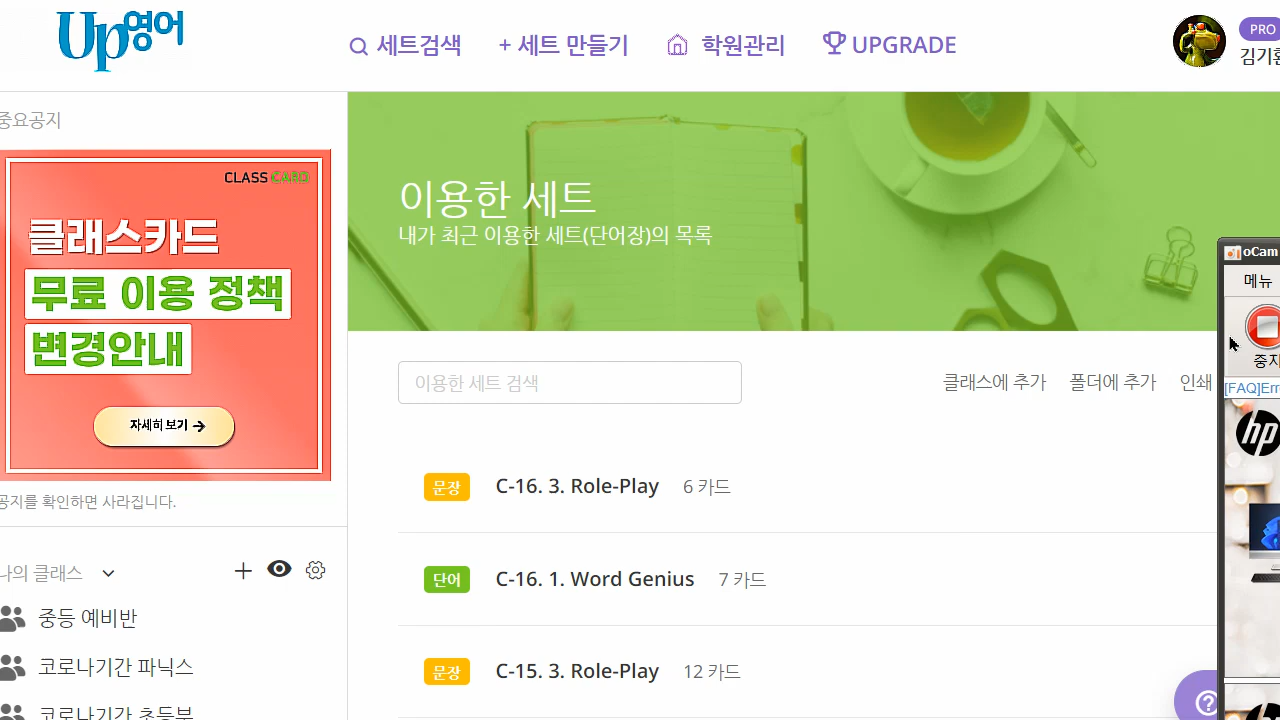 Up영어
세트검색
+ 세트 만들기
학원관리
UPGRADE
PRO
중요공지
CLASS CARD
클래스카드
무료 이용 정책
변경안내
자세히 보기 →
공지를 확인하면 사라집니다.
나의 클래스
중등 예비반
코로나기간 파닉스
코로나기간 초등부
이용한 세트
내가 최근 이용한 세트(단어장)의 목록
이용한 세트 검색
클래스에 추가
폴더에 추가
인쇄
문장 C-16. 3. Role-Play 6 카드
단어 C-16. 1. Word Genius 7 카드
문장 C-15. 3. Role-Play 12 카드
oCam
메뉴
중지
[FAQ]Err
hp